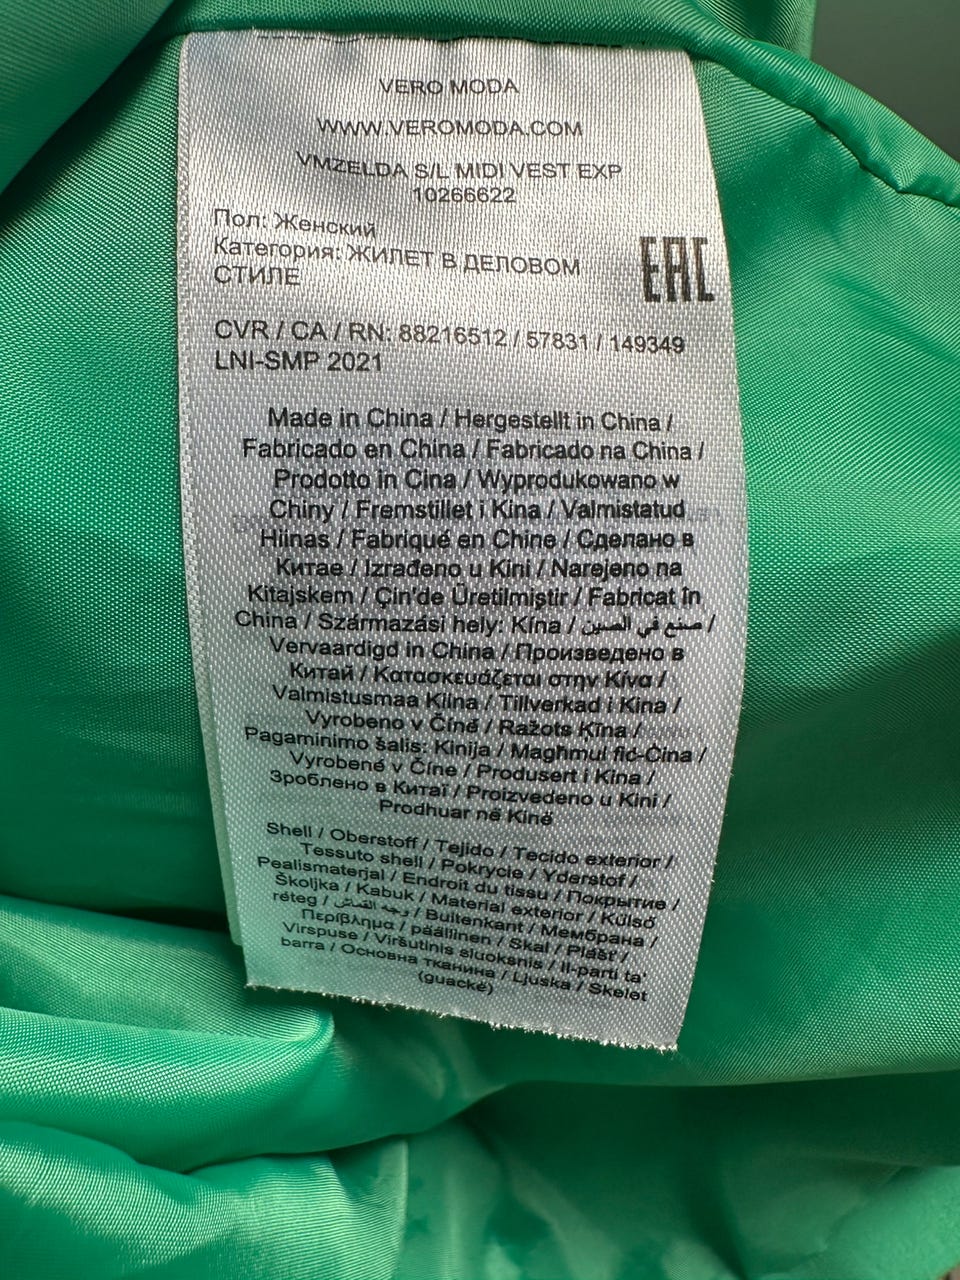 VERO MODA
WWW.VEROMODA.COM
VMZELDA S/L MIDI VEST EXP
10266622
Пол: Женский
Категория: ЖИЛЕТ В ДЕЛОВОМ
СТИЛЕ
EAC
CVR / CA / RN: 88216512 / 57831 / 149349
LNI-SMP 2021
Made in China / Hergestellt in China /
Fabricado en China / Fabricado na China /
Prodotto in Cina / Wyprodukowano w
Chiny / Fremstillet i Kina / Valmistatud
Hiinas / Fabriqué en Chine / Сделано в
Китае / Izrađeno u Kini / Narejeno na
Kitajskem / Çin'de Üretilmiştir / Fabricat în
China / Származási hely: Kína / صنع في الصين /
Vervaardigd in China / Произведено в
Китай / Κατασκευάζεται στην Κίνα /
Valmistusmaa Kiina / Tillverkad i Kina /
Vyrobeno v Číně / Ražots Ķīna /
Pagaminimo šalis: Kinija / Magħmul fiċ-Ċina /
Vyrobené v Číne / Produsert i Kina /
Зроблено в Китаї / Proizvedeno u Kini /
Prodhuar në Kinë
Shell / Oberstoff / Tejido / Tecido exterior /
Tessuto shell / Pokrycie / Yderstof /
Pealismaterjal / Endroit du tissu / Покрытие /
Školjka / Kabuk / Material exterior / Külső
réteg / وجه القماش / Buitenkant / Мембрана /
Περίβλημα / päällinen / Skal / Plášť /
Virspuse / Viršutinis sluoksnis / Il-parti ta'
barra / Основна тканина / Ljuska / Skelet
(guackë)